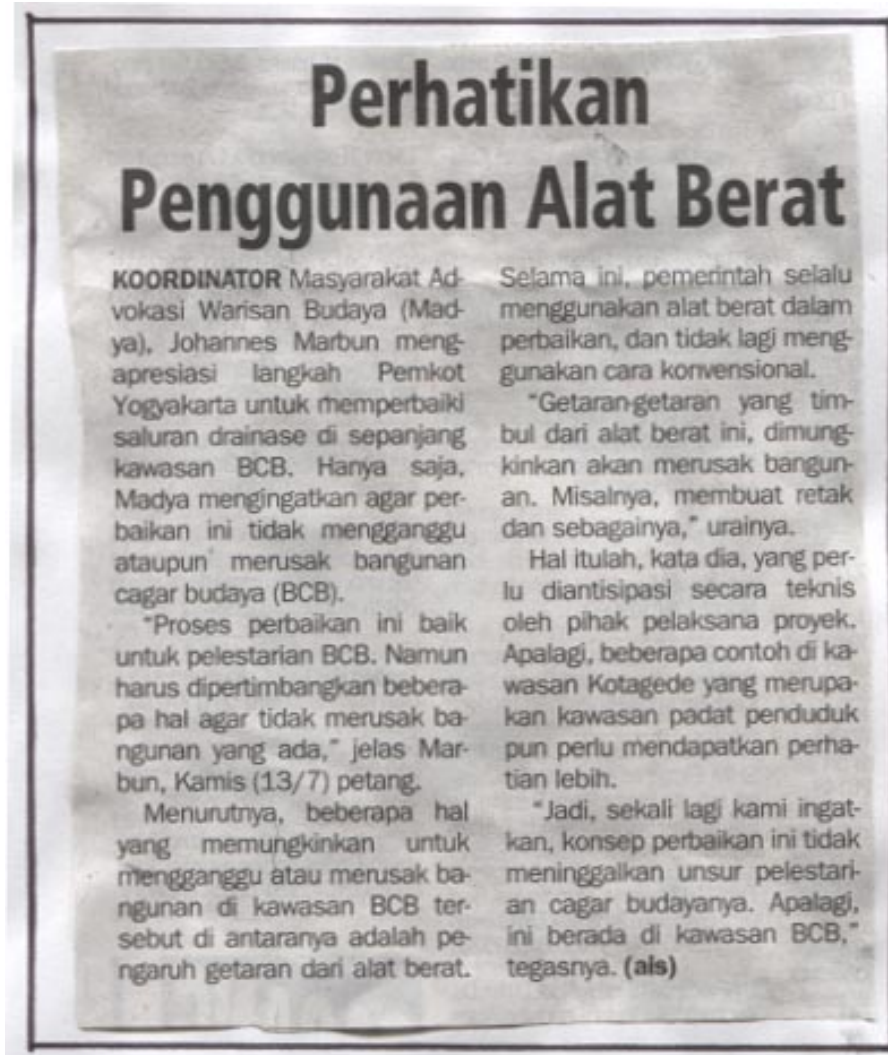 Perhatikan
Penggunaan Alat Berat
KOORDINATOR Masyarakat Ad-
vokasi Warisan Budaya (Mad-
ya), Johannes Marbun meng-
apresiasi langkah Pemkot
Yogyakarta untuk memperbaiki
saluran drainase di sepanjang
kawasan BCB. Hanya saja,
Madya mengingatkan agar per-
baikan ini tidak mengganggu
ataupun merusak bangunan
cagar budaya (BCB).
"Proses perbaikan ini baik
untuk pelestarian BCB. Namun
harus dipertimbangkan bebera-
pa hal agar tidak merusak ba-
ngunan yang ada," jelas Mar-
bun, Kamis (13/7) petang.
Menurutnya, beberapa hal
yang memungkinkan untuk
mengganggu atau merusak ba-
ngunan di kawasan BCB ter-
sebut di antaranya adalah pe-
ngaruh getaran dari alat berat.
Selama ini, pemerintah selalu
menggunakan alat berat dalam
perbaikan, dan tidak lagi meng-
gunakan cara konvensional.
"Getaran-getaran yang tim-
bul dari alat berat ini, dimung-
kinkan akan merusak bangun-
an. Misalnya, membuat retak
dan sebagainya," urainya.
Hal itulah, kata dia, yang per-
lu diantisipasi secara teknis
oleh pihak pelaksana proyek.
Apalagi, beberapa contoh di ka-
wasan Kotagede yang merupa-
kan kawasan padat penduduk
pun perlu mendapatkan perha-
tian lebih.
"Jadi, sekali lagi kami ingat-
kan, konsep perbaikan ini tidak
meninggalkan unsur pelestari-
an cagar budayanya. Apalagi,
ini berada di kawasan BCB,"
tegasnya. (ais)